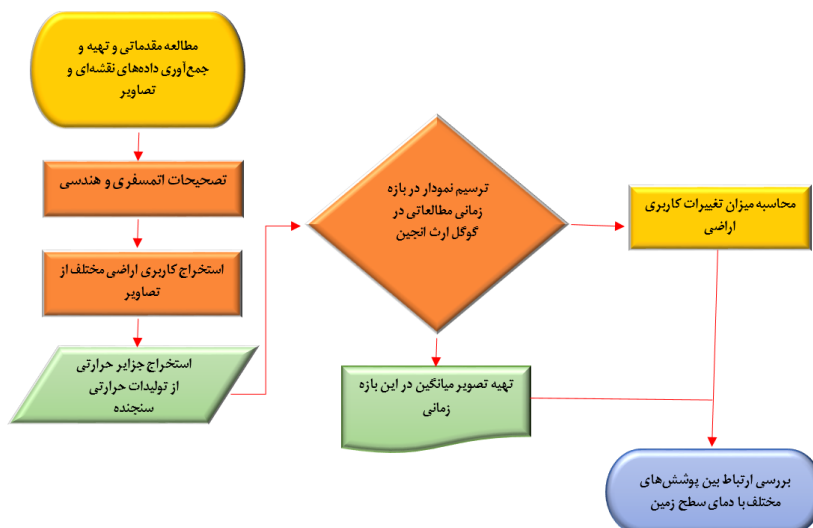 مطالعه مقدماتی و تهیه و
جمع‌آوری داده‌های نقشه‌ای و
تصاویر
تصحیحات اتمسفری و هندسی
استخراج کاربری اراضی مختلف از
تصاویر
استخراج جزایر حرارتی
از تولیدات حرارتی
سنجنده
ترسیم نمودار در بازه
زمانی مطالعاتی در
گوگل ارث انجین
تهیه تصویر میانگین در این بازه
زمانی
محاسبه میزان تغییرات کاربری
اراضی
بررسی ارتباط بین پوشش‌های
مختلف با دمای سطح زمین